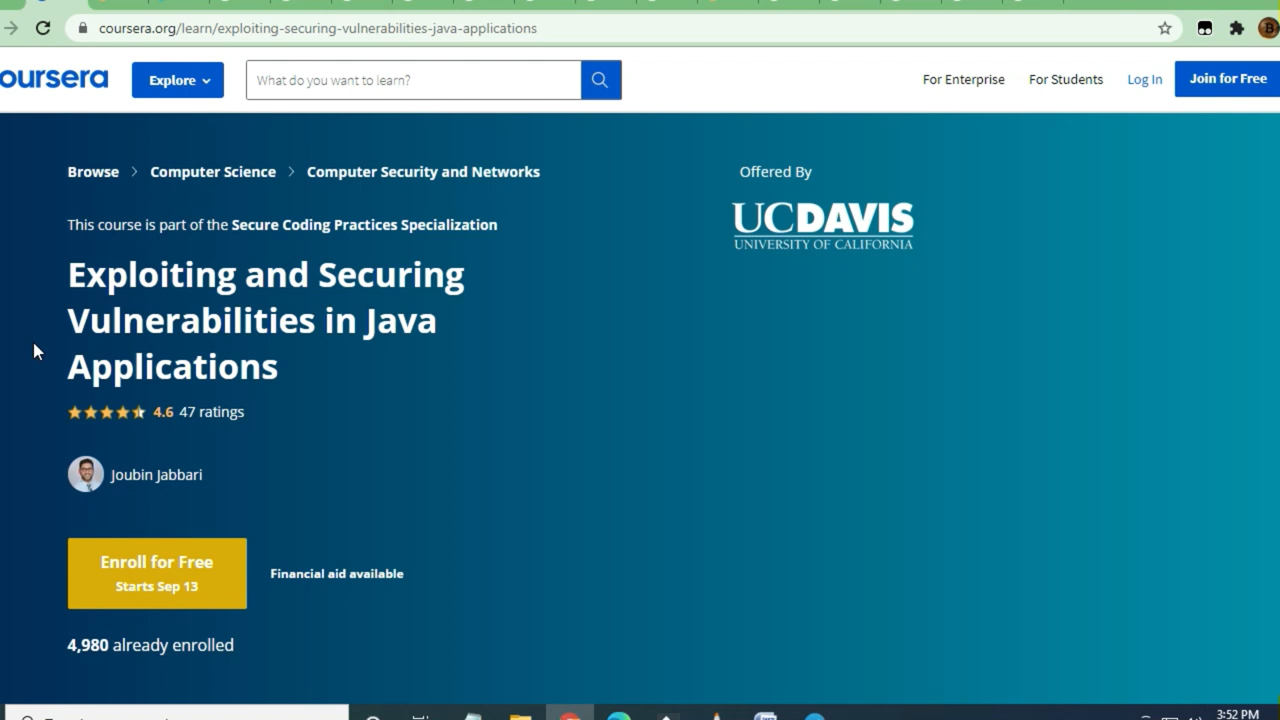 coursera.org/learn/exploiting-securing-vulnerabilities-java-applications
oursera
Explore
What do you want to learn?
For Enterprise
For Students
Log In
Join for Free
Browse > Computer Science > Computer Security and Networks
Offered By
UCDAVIS
UNIVERSITY OF CALIFORNIA
This course is part of the Secure Coding Practices Specialization
Exploiting and Securing
Vulnerabilities in Java
Applications
4.6 47 ratings
Joubin Jabbari
Enroll for Free
Starts Sep 13
Financial aid available
4,980 already enrolled
3:52 PM